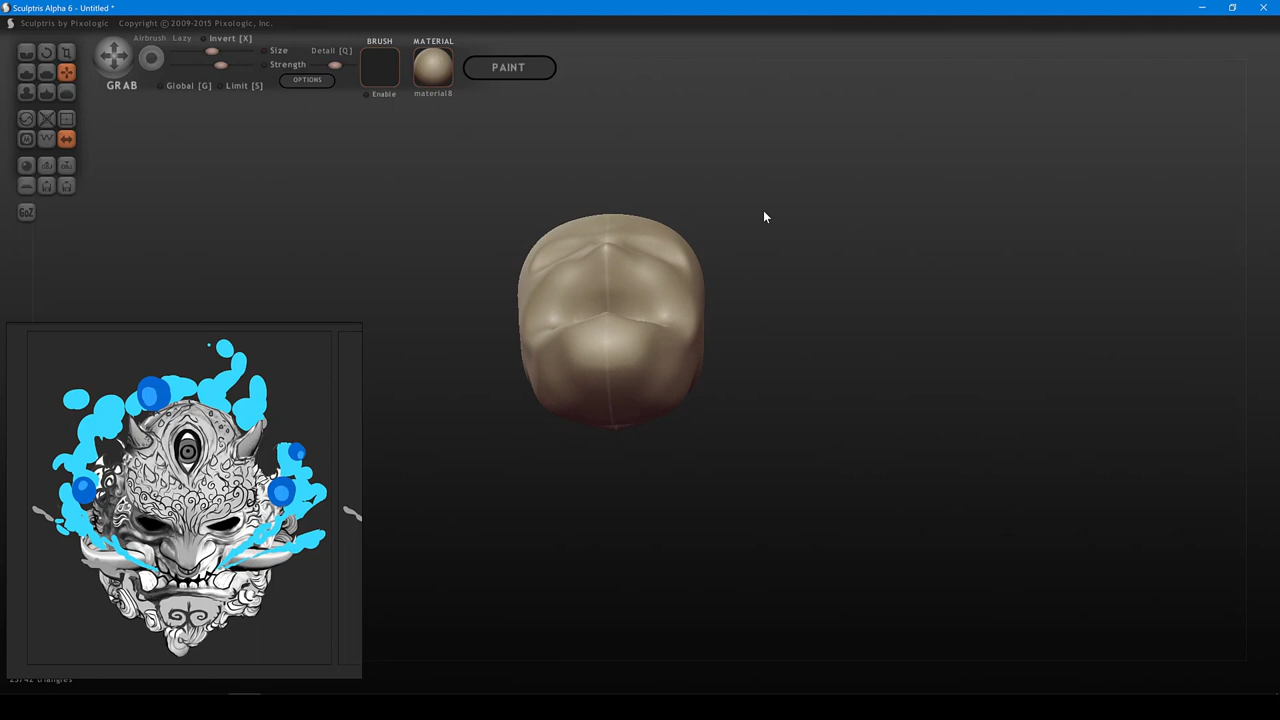 Sculptris Alpha 6 - Untitled *
Sculptris by Pixologic Copyright © 2009-2015 Pixologic, Inc.
Airbrush Lazy Invert [X]
Size Detail [Q]
Strength
OPTIONS
GRAB
Global [G] Limit [S]
BRUSH
Enable
MATERIAL
material8
PAINT
GoZ
triangles